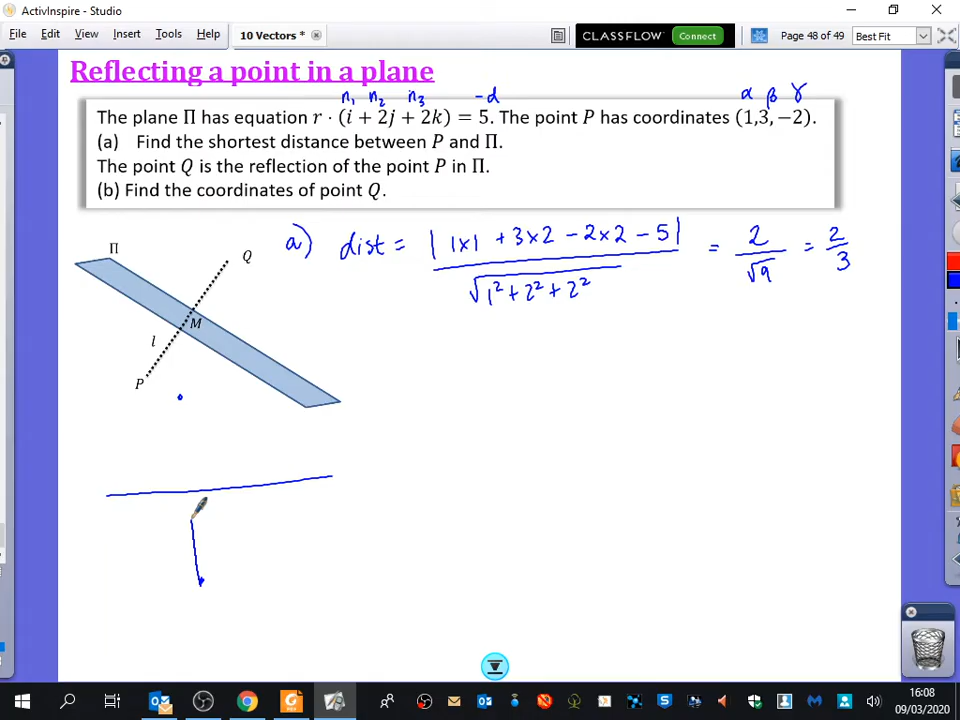 ActivInspire - Studio
File Edit View Insert Tools Help 10 Vectors * CLASSFLOW Connect Page 48 of 49 Best Fit
Reflecting a point in a plane
n₁ n₂ n₃ -d α β γ
The plane Π has equation r · (i + 2j + 2k) = 5. The point P has coordinates (1,3, −2).
(a) Find the shortest distance between P and Π.
The point Q is the reflection of the point P in Π.
(b) Find the coordinates of point Q.
a) dist = | 1×1 + 3×2 − 2×2 − 5 | / √1² + 2² + 2² = 2 / √9 = 2/3
Π
Q
M
l
P
16:08
09/03/2020